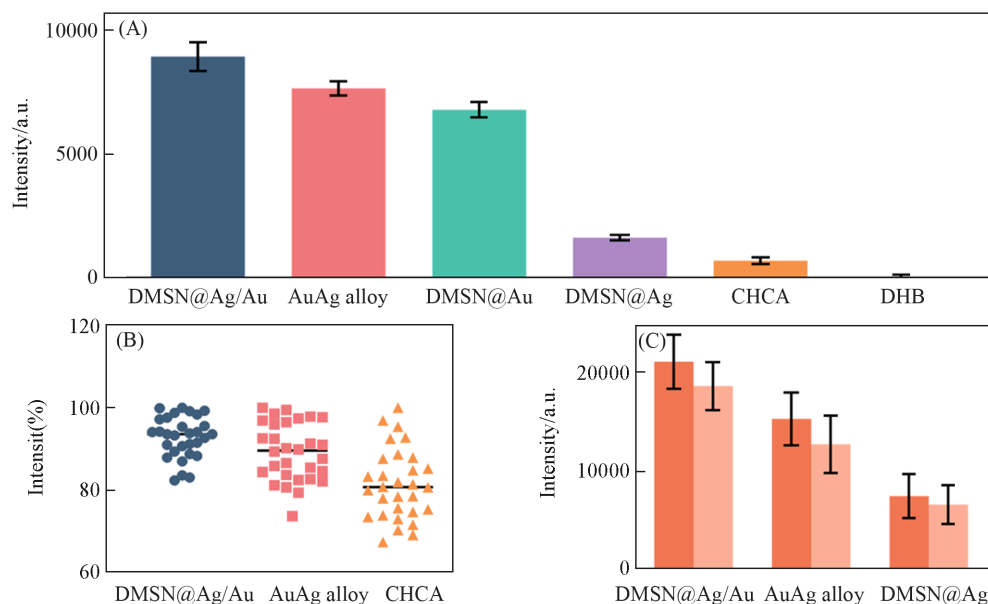 (A)
10000
5000
0
Intensity/a.u.
DMSN@Ag/Au AuAg alloy DMSN@Au DMSN@Ag CHCA DHB
(B)
120
100
80
60
Intensit(%)
DMSN@Ag/Au AuAg alloy CHCA
(C)
20000
10000
0
Intensity/a.u.
DMSN@Ag/Au AuAg alloy DMSN@Ag